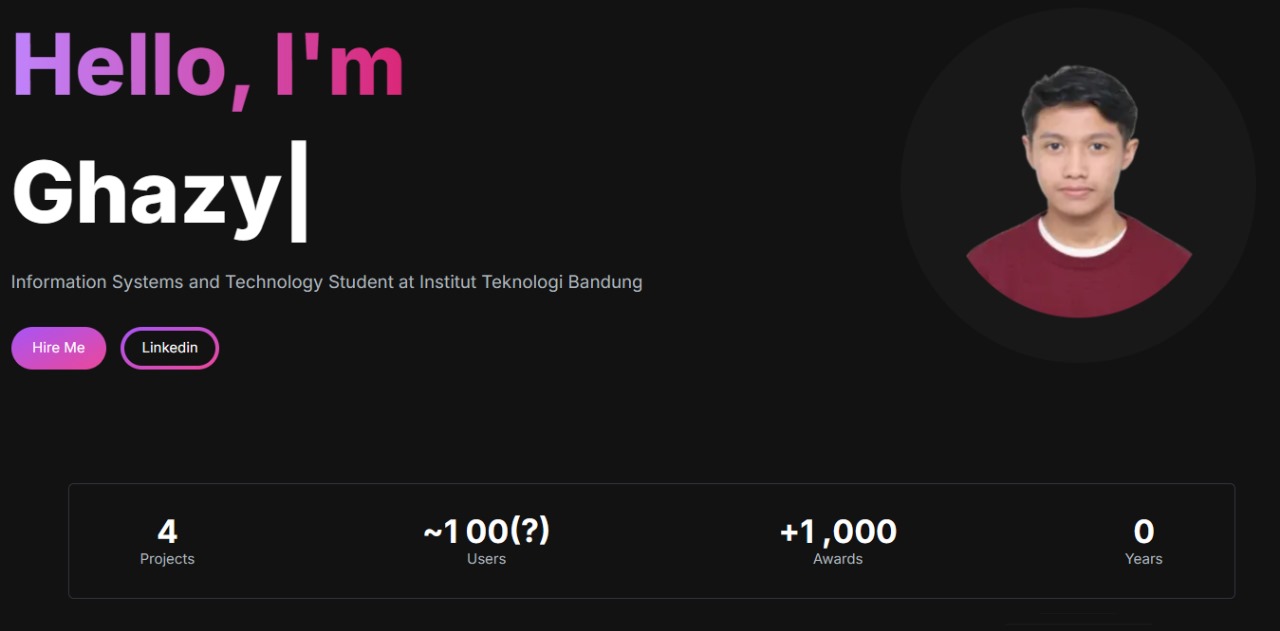 Hello, I'm
Ghazy|
Information Systems and Technology Student at Institut Teknologi Bandung
Hire Me Linkedin
4 ~100(?) +1,000 0
Projects Users Awards Years